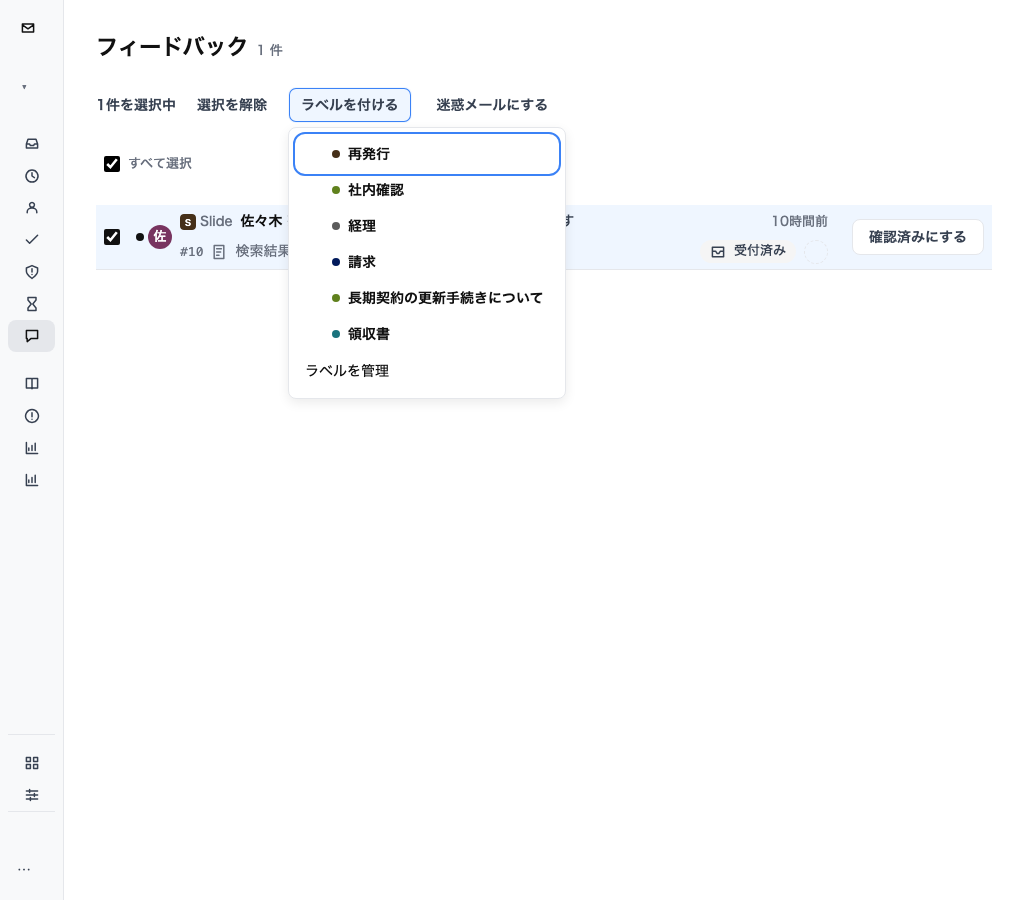 フィードバック 1 件
1件を選択中 選択を解除 ラベルを付ける 迷惑メールにする
すべて選択
再発行
社内確認
経理
請求
長期契約の更新手続きについて
領収書
ラベルを管理
佐 S Slide 佐々木 す 10時間前
#10 検索結果 受付済み
確認済みにする